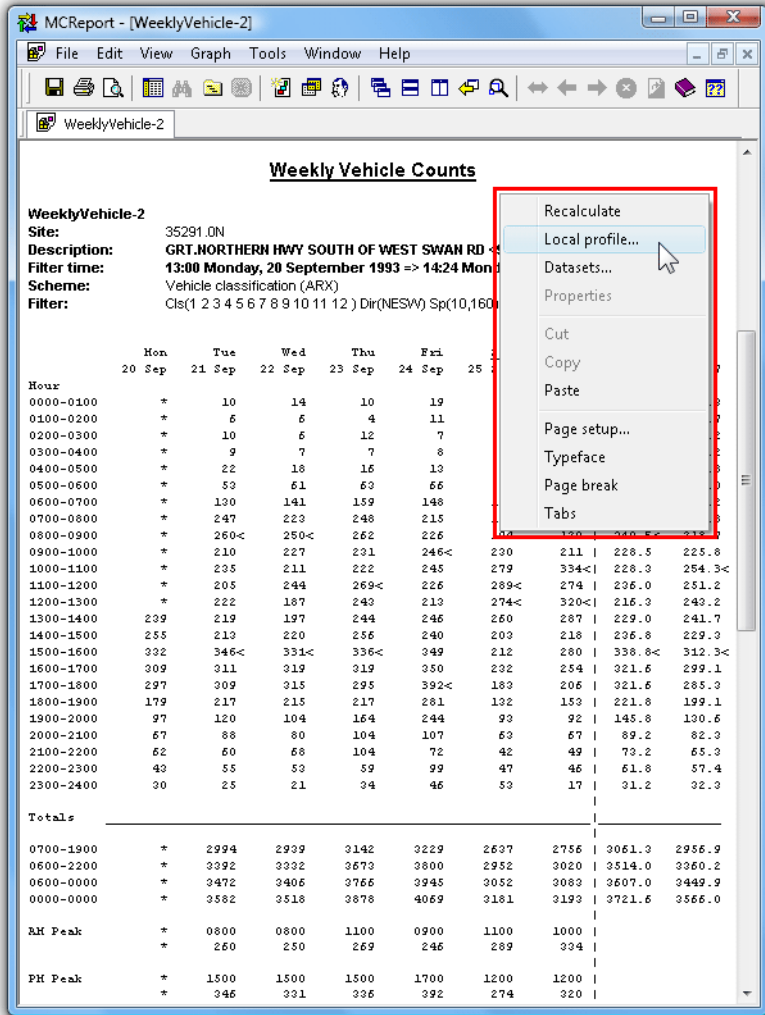 MCReport - [WeeklyVehicle-2]
File Edit View Graph Tools Window Help
WeeklyVehicle-2
Weekly Vehicle Counts
WeeklyVehicle-2
Site: 35291.0N
Description: GRT.NORTHERN HWY SOUTH OF WEST SWAN RD
Filter time: 13:00 Monday, 20 September 1993 => 14:24
Scheme: Vehicle classification (ARX)
Filter: Cls(1 2 3 4 5 6 7 8 9 10 11 12 ) Dir(NESW) Sp(10,160
Recalculate
Local profile...
Datasets...
Properties
Cut
Copy
Paste
Page setup...
Typeface
Page break
Tabs
Mon Tue Wed Thu Fri
20 Sep 21 Sep 22 Sep 23 Sep 24 Sep 25
Hour
0000-0100 * 10 14 10 19
0100-0200 * 6 6 4 11
0200-0300 * 10 6 12 7
0300-0400 * 9 7 7 8
0400-0500 * 22 18 16 13
0500-0600 * 53 61 63 66
0600-0700 * 130 141 159 148
0700-0800 * 247 223 248 215
0800-0900 * 260< 250< 262 226
0900-1000 * 210 227 231 246< 230 211 | 228.5 225.8
1000-1100 * 235 211 222 245 279 334<| 228.3 254.3<
1100-1200 * 205 244 269< 226 289< 274 | 236.0 251.2
1200-1300 * 222 187 243 213 274< 320<| 216.3 243.2
1300-1400 239 219 197 244 246 260 287 | 229.0 241.7
1400-1500 255 213 220 256 240 203 218 | 236.8 229.3
1500-1600 332 346< 331< 336< 349 212 280 | 338.8< 312.3<
1600-1700 309 311 319 319 350 232 254 | 321.6 299.1
1700-1800 297 309 315 295 392< 183 206 | 321.6 285.3
1800-1900 179 217 215 217 281 132 153 | 221.8 199.1
1900-2000 97 120 104 164 244 93 92 | 145.8 130.6
2000-2100 67 88 80 104 107 63 67 | 89.2 82.3
2100-2200 62 60 68 104 72 42 49 | 73.2 65.3
2200-2300 43 55 53 59 99 47 46 | 61.8 57.4
2300-2400 30 25 21 34 46 53 17 | 31.2 32.3
Totals
0700-1900 * 2994 2939 3142 3229 2637 2756 | 3061.3 2956.9
0600-2200 * 3392 3332 3673 3800 2952 3020 | 3514.0 3360.2
0600-0000 * 3472 3406 3766 3945 3052 3083 | 3607.0 3449.9
0000-0000 * 3582 3518 3878 4069 3181 3193 | 3721.6 3566.0
AM Peak * 0800 0800 1100 0900 1100 1000 |
* 260 250 269 246 289 334 |
PM Peak * 1500 1500 1500 1700 1200 1200 |
* 346 331 336 392 274 320 |